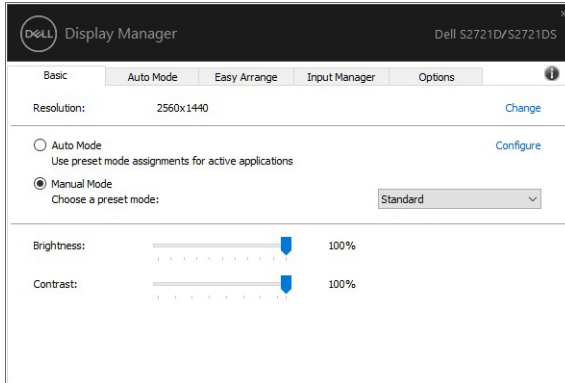 DELL Display Manager Dell S2721D/S2721DS
Basic Auto Mode Easy Arrange Input Manager Options
Resolution: 2560x1440 Change
Auto Mode Configure
Use preset mode assignments for active applications
Manual Mode
Choose a preset mode: Standard
Brightness: 100%
Contrast: 100%